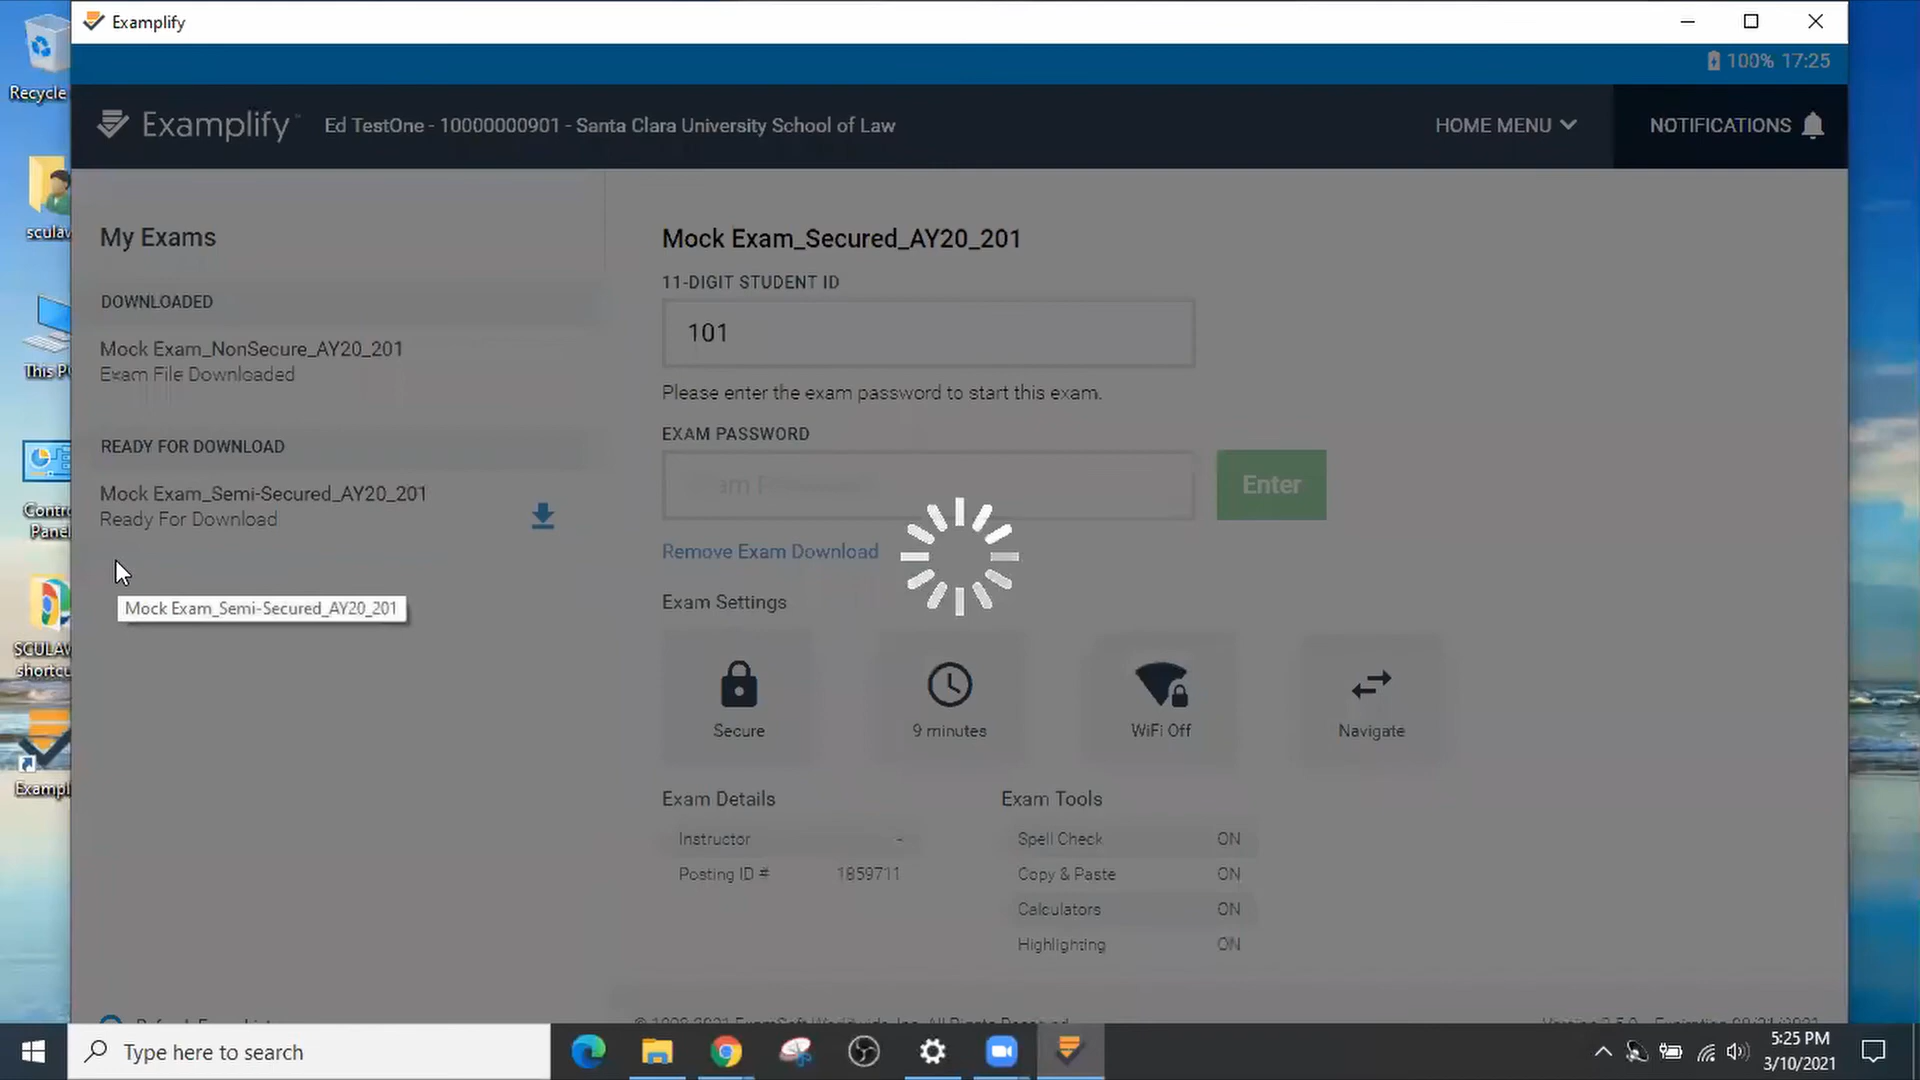 Examplify
100% 17:25
Examplify
Ed TestOne - 10000000901 - Santa Clara University School of Law
HOME MENU
NOTIFICATIONS
Recycle
sculaw
This PC
Control
Panel
SCULAW
shortcu
Exampl
My Exams
DOWNLOADED
Mock Exam_NonSecure_AY20_201
Exam File Downloaded
READY FOR DOWNLOAD
Mock Exam_Semi-Secured_AY20_201
Ready For Download
Mock Exam_Semi-Secured_AY20_201
Mock Exam_Secured_AY20_201
11-DIGIT STUDENT ID
101
Please enter the exam password to start this exam.
EXAM PASSWORD
Enter
Remove Exam Download
Exam Settings
Secure
9 minutes
WiFi Off
Navigate
Exam Details
Instructor -
Posting ID # 1859711
Exam Tools
Spell Check ON
Copy & Paste ON
Calculators ON
Highlighting ON
Type here to search
5:25 PM
3/10/2021